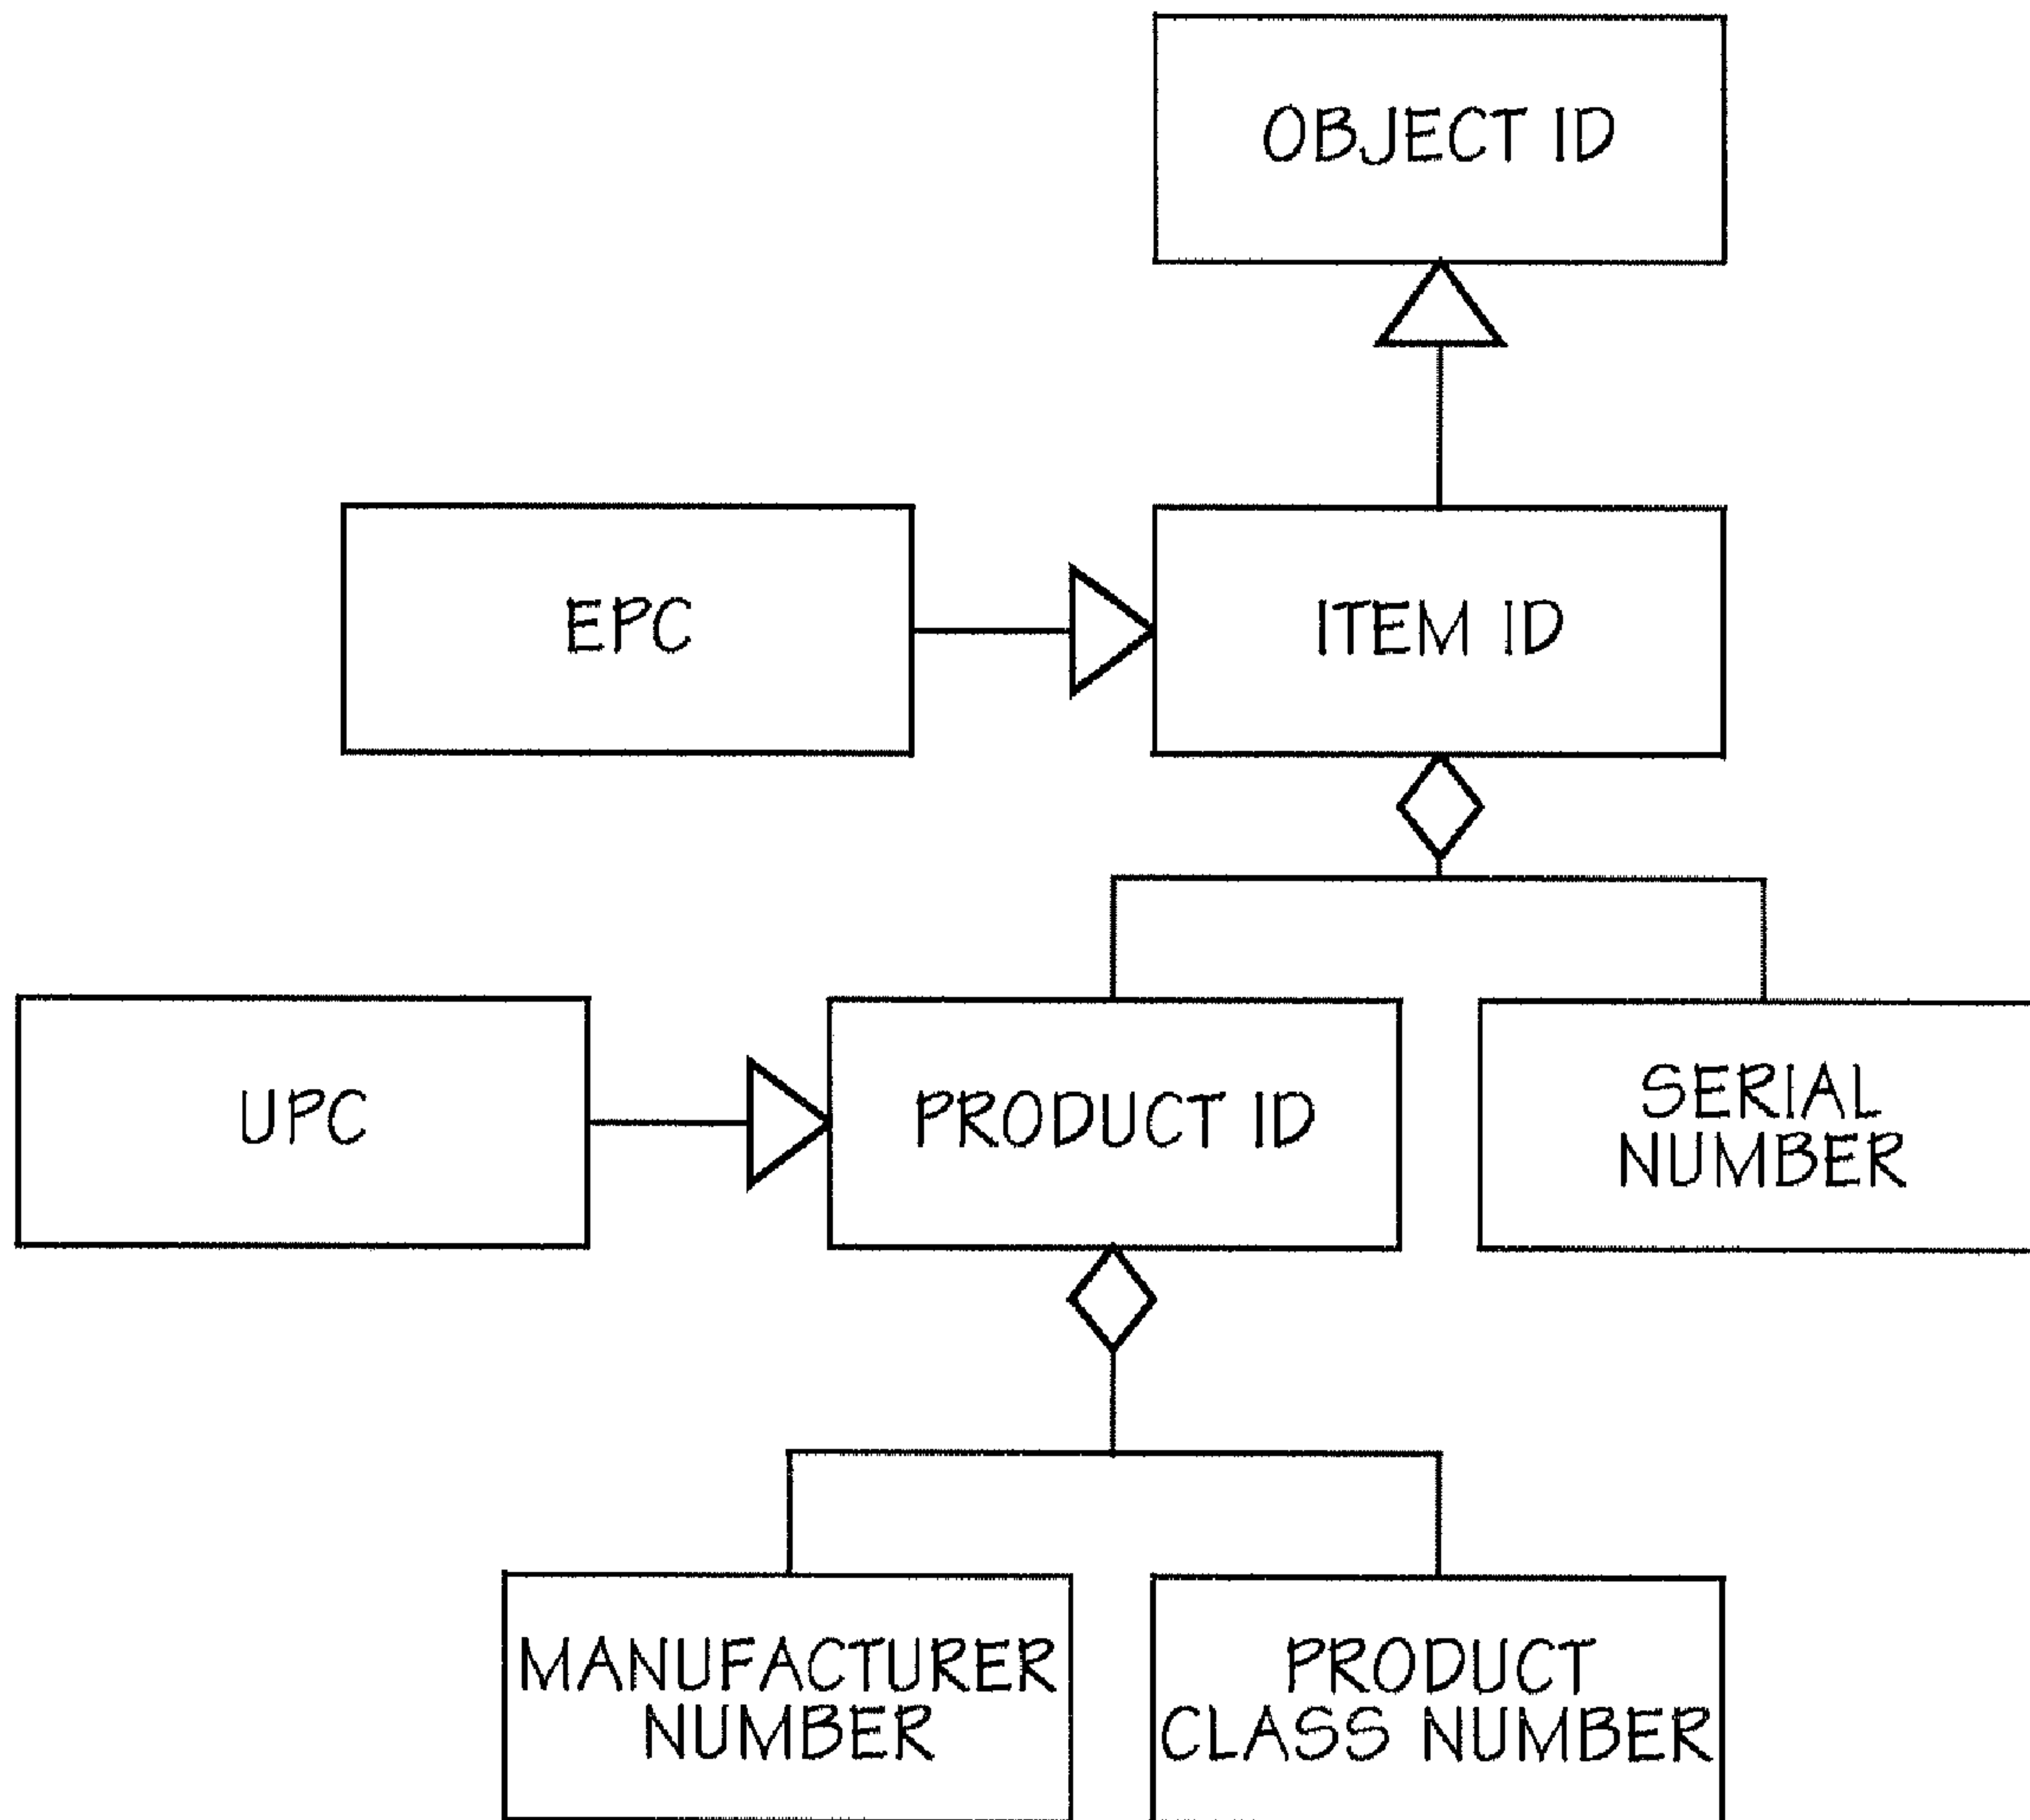 OBJECT ID
EPC
ITEM ID
UPC
PRODUCT ID
SERIAL
NUMBER
MANUFACTURER
NUMBER
PRODUCT
CLASS NUMBER